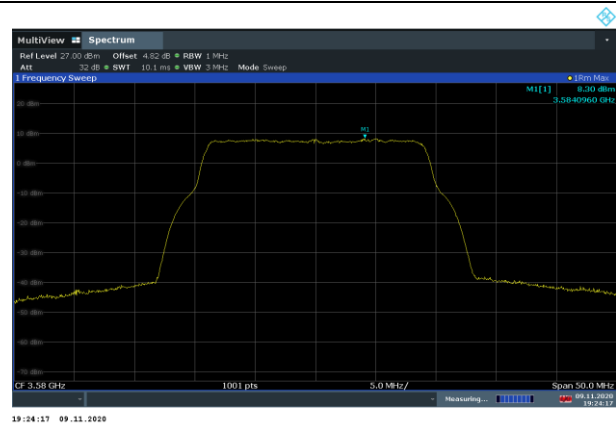 MultiView Spectrum
Ref Level 27.00 dBm Offset 4.82 dB RBW 1 MHz
Att 32 dB SWT 10.1 ms VBW 3 MHz Mode Sweep
1 Frequency Sweep 1Rm Max
M1[1] 8.30 dBm
3.5840960 GHz
20 dBm
10 dBm
M1
0 dBm
-10 dBm
-20 dBm
-30 dBm
-40 dBm
-50 dBm
-60 dBm
-70 dBm
CF 3.58 GHz 1001 pts 5.0 MHz/ Span 50.0 MHz
Measuring... 09.11.2020
19:24:17
19:24:17 09.11.2020